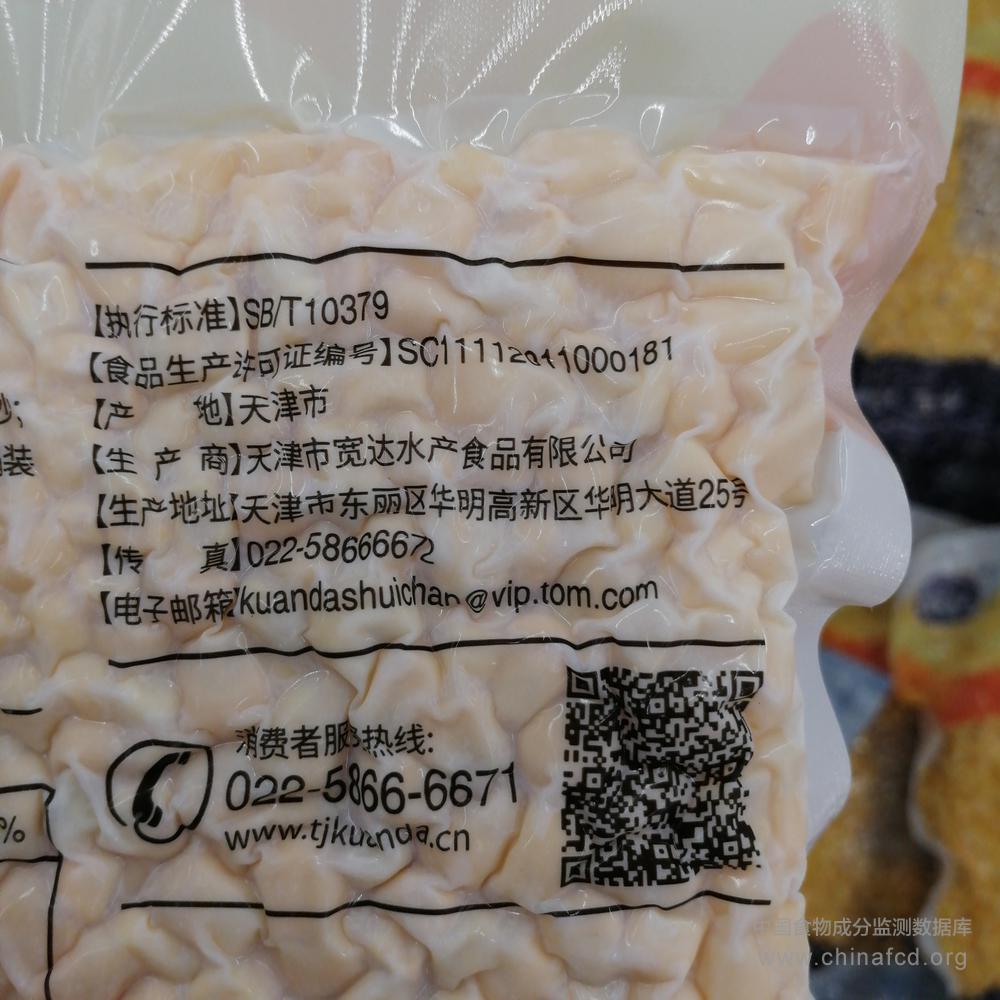 【执行标准】SB/T10379
【食品生产许可证编号】SC11112011000181
【产 地】天津市
【生 产 商】天津市宽达水产食品有限公司
【生产地址】天津市东丽区华明高新区华明大道25号
【传 真】022-58666672
【电子邮箱】kuandashuichan@vip.tom.com
消费者服务热线:
022-5866-6671
www.tjkuanda.cn
%
中国食物成分监测数据库
www.chinafcd.org